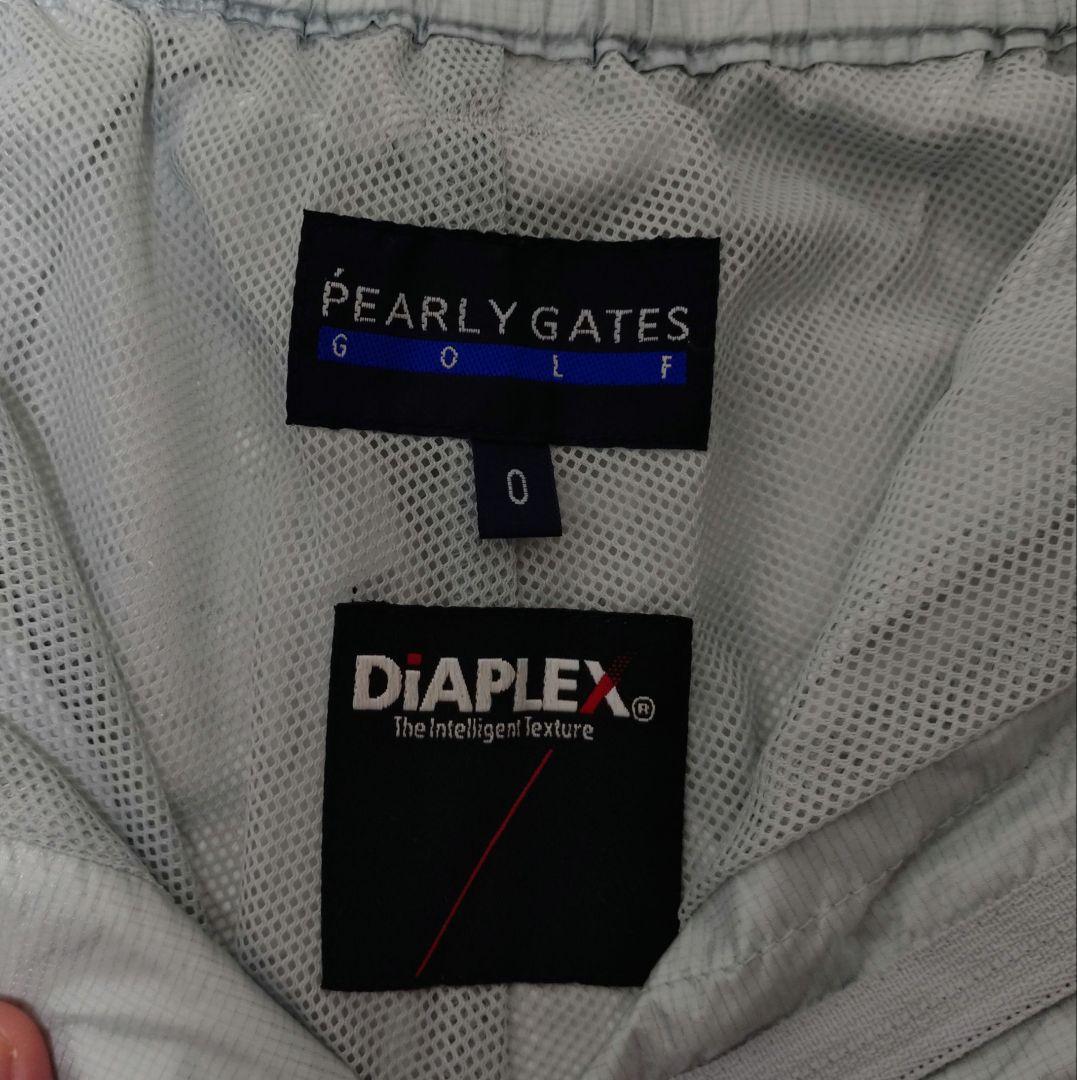 PEARLY GATES
GOLF
0
DiAPLEX®
The Intelligent Texture